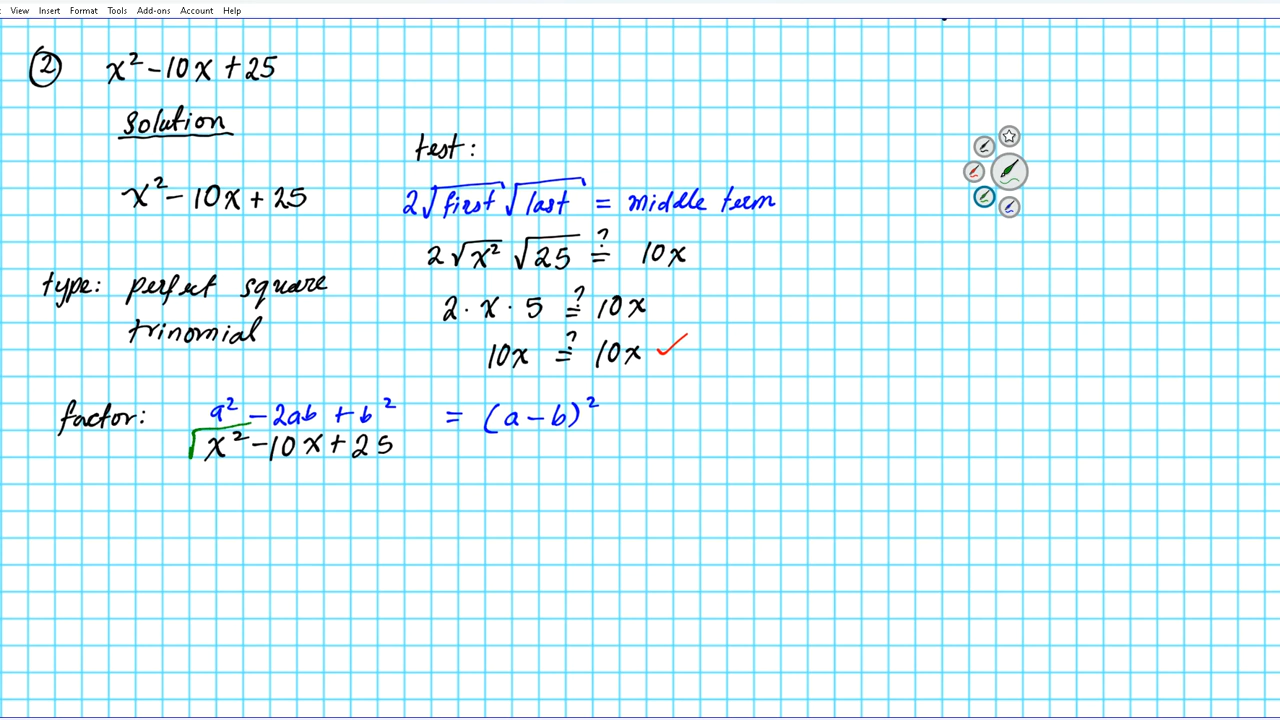 View Insert Format Tools Add-ons Account Help
2 x² - 10x + 25
Solution
x² - 10x + 25
type: perfect square
trinomial
test:
2√first √last = middle term
2√x² √25 ≟ 10x
2 · x · 5 ≟ 10x
10x ≟ 10x ✓
factor: a² - 2ab + b² = (a - b)²
√x² - 10x + 25